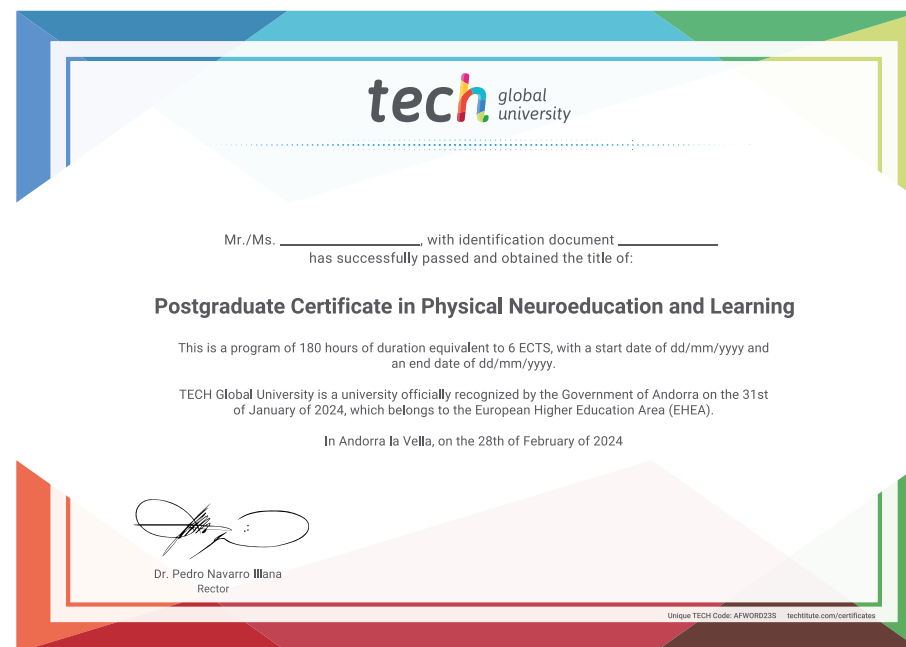 tech global university
Mr./Ms. ____________, with identification document ____________
has successfully passed and obtained the title of:
Postgraduate Certificate in Physical Neuroeducation and Learning
This is a program of 180 hours of duration equivalent to 6 ECTS, with a start date of dd/mm/yyyy and
an end date of dd/mm/yyyy.
TECH Global University is a university officially recognized by the Government of Andorra on the 31st
of January of 2024, which belongs to the European Higher Education Area (EHEA).
In Andorra la Vella, on the 28th of February of 2024
Dr. Pedro Navarro Illana
Rector
Unique TECH Code: AFWORD23S techtitute.com/certificates